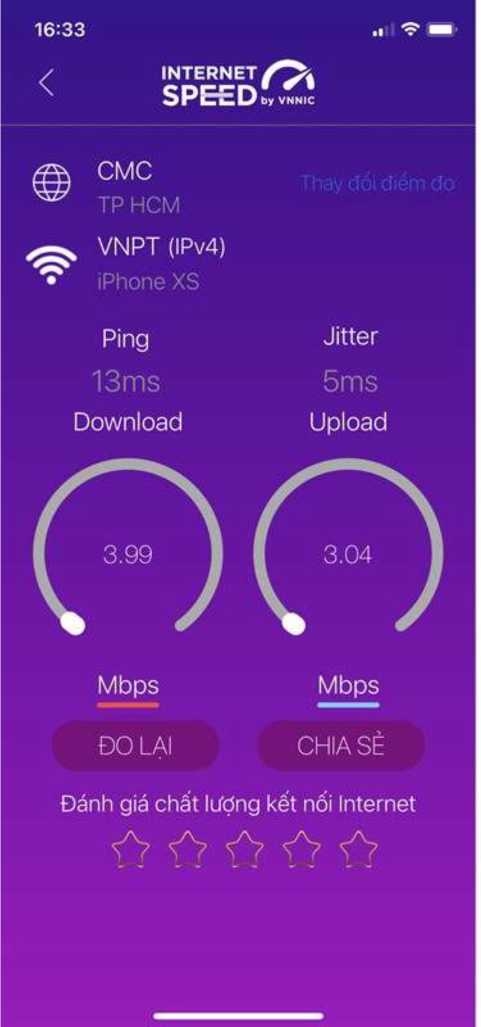 16:33
INTERNET
SPEED by VNNIC
CMC
Thay đổi điểm đo
TP HCM
VNPT (IPv4)
iPhone XS
Ping
Jitter
13ms
5ms
Download
Upload
3.99
3.04
Mbps
Mbps
ĐO LẠI
CHIA SẺ
Đánh giá chất lượng kết nối Internet